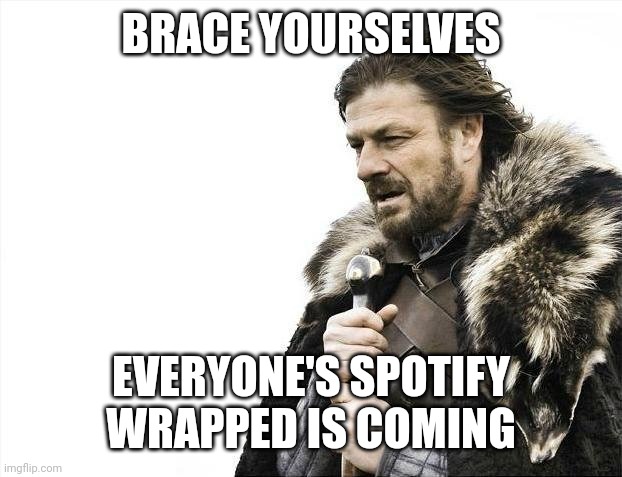 BRACE YOURSELVES
EVERYONE'S SPOTIFY
WRAPPED IS COMING
imgflip.com